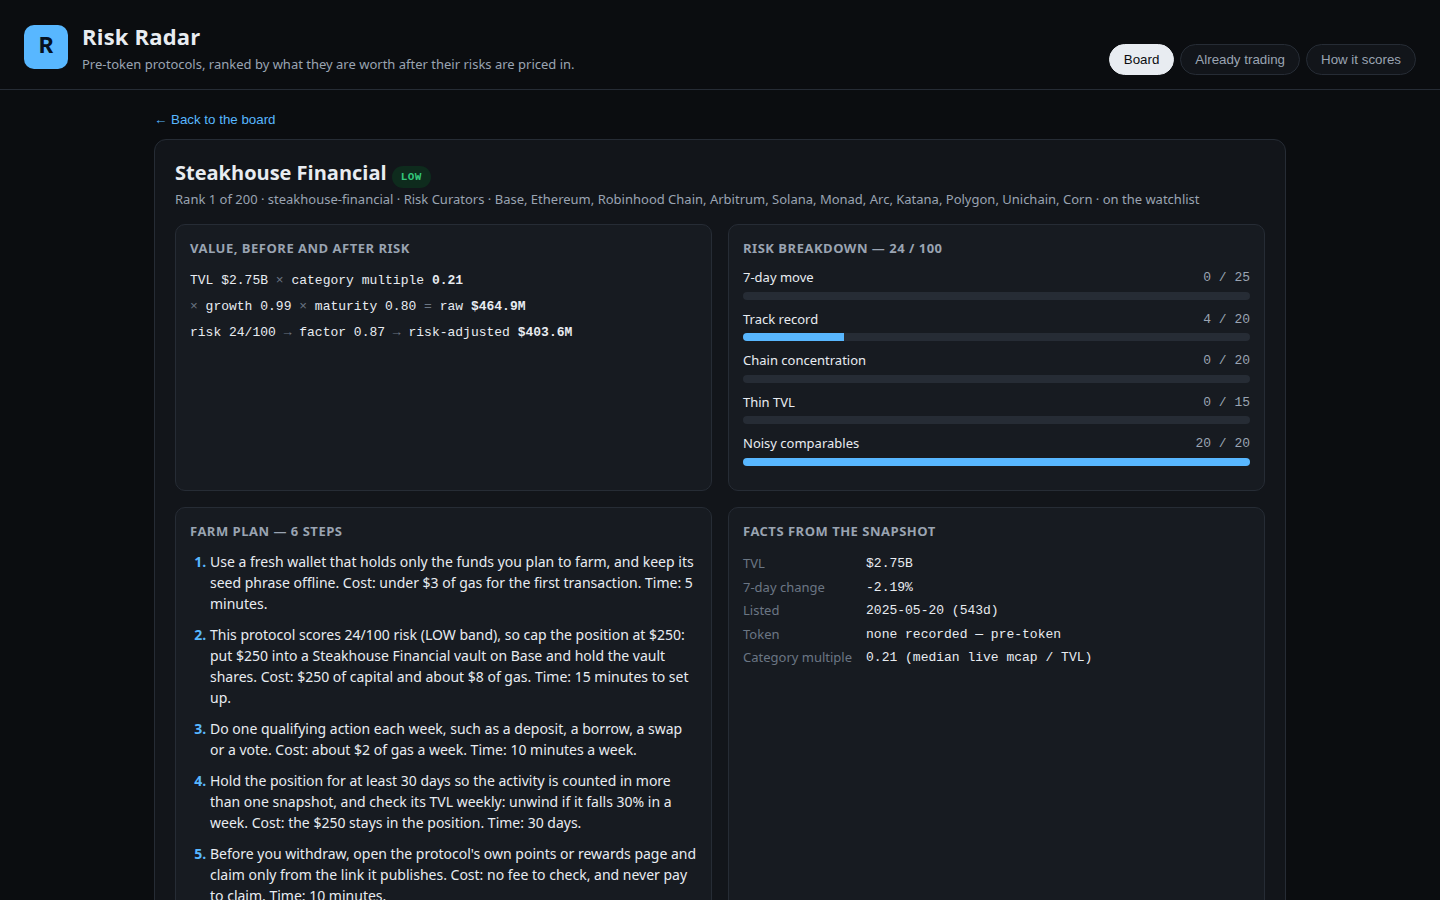 R
Risk Radar
Pre-token protocols, ranked by what they are worth after their risks are priced in.
Board
Already trading
How it scores
← Back to the board
Steakhouse Financial LOW
Rank 1 of 200 · steakhouse-financial · Risk Curators · Base, Ethereum, Robinhood Chain, Arbitrum, Solana, Monad, Arc, Katana, Polygon, Unichain, Corn · on the watchlist
VALUE, BEFORE AND AFTER RISK
TVL $2.75B × category multiple 0.21
× growth 0.99 × maturity 0.80 = raw $464.9M
risk 24/100 → factor 0.87 → risk-adjusted $403.6M
RISK BREAKDOWN — 24 / 100
7-day move 0 / 25
Track record 4 / 20
Chain concentration 0 / 20
Thin TVL 0 / 15
Noisy comparables 20 / 20
FARM PLAN — 6 STEPS
1. Use a fresh wallet that holds only the funds you plan to farm, and keep its
seed phrase offline. Cost: under $3 of gas for the first transaction. Time: 5
minutes.
2. This protocol scores 24/100 risk (LOW band), so cap the position at $250:
put $250 into a Steakhouse Financial vault on Base and hold the vault
shares. Cost: $250 of capital and about $8 of gas. Time: 15 minutes to set
up.
3. Do one qualifying action each week, such as a deposit, a borrow, a swap
or a vote. Cost: about $2 of gas a week. Time: 10 minutes a week.
4. Hold the position for at least 30 days so the activity is counted in more
than one snapshot, and check its TVL weekly: unwind if it falls 30% in a
week. Cost: the $250 stays in the position. Time: 30 days.
5. Before you withdraw, open the protocol's own points or rewards page and
claim only from the link it publishes. Cost: no fee to check, and never pay
to claim. Time: 10 minutes.
FACTS FROM THE SNAPSHOT
TVL $2.75B
7-day change -2.19%
Listed 2025-05-20 (543d)
Token none recorded — pre-token
Category multiple 0.21 (median live mcap / TVL)